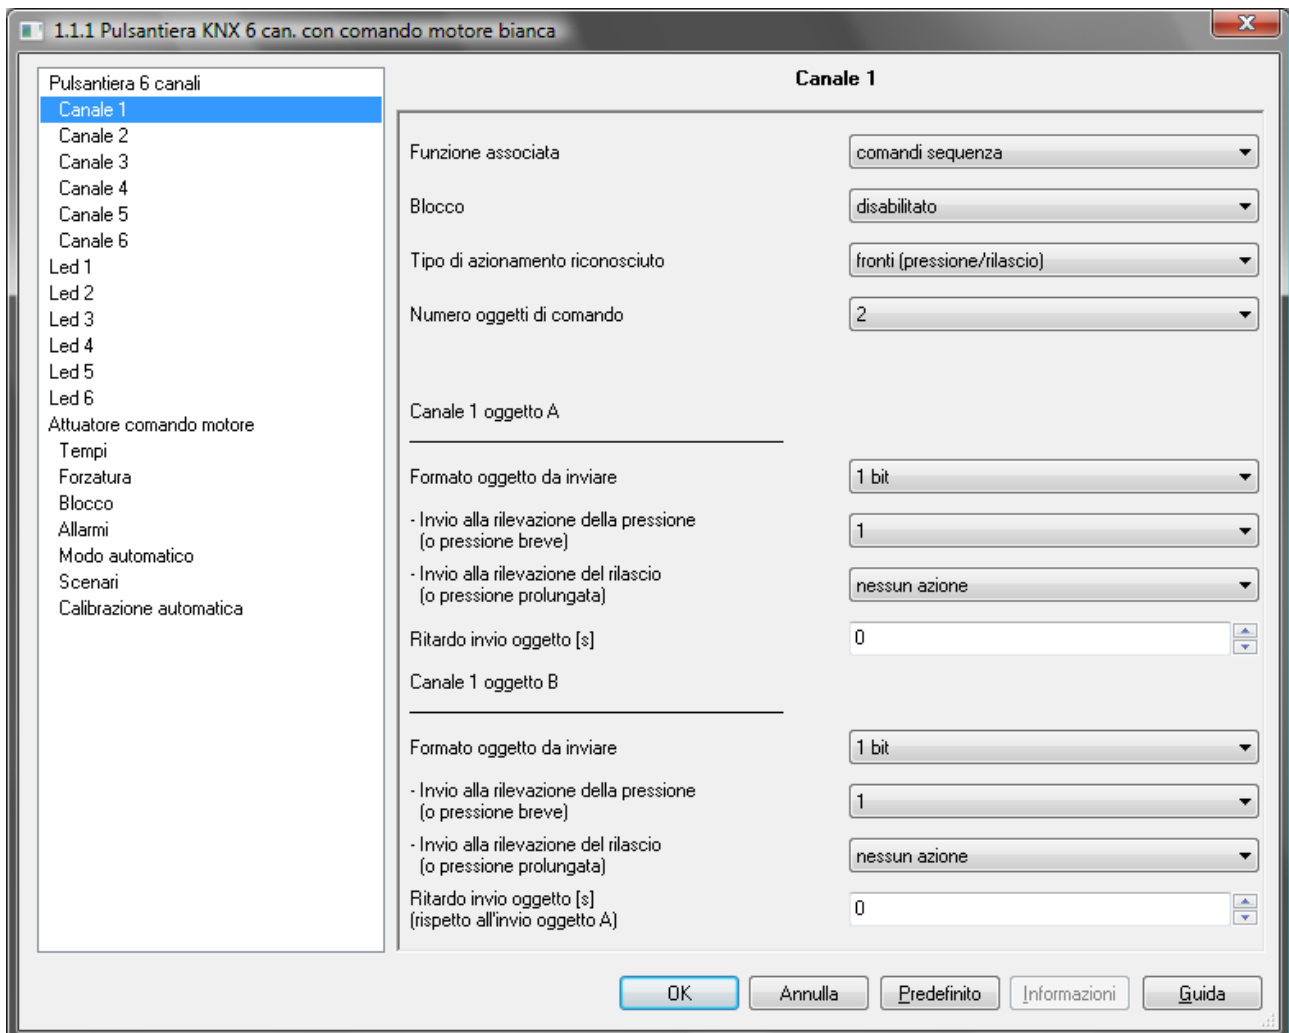 1.1.1 Pulsantiera KNX 6 can. con comando motore bianca
Pulsantiera 6 canali
Canale 1
Canale 2
Canale 3
Canale 4
Canale 5
Canale 6
Led 1
Led 2
Led 3
Led 4
Led 5
Led 6
Attuatore comando motore
Tempi
Forzatura
Blocco
Allarmi
Modo automatico
Scenari
Calibrazione automatica
Canale 1
Funzione associata
comandi sequenza
Blocco
disabilitato
Tipo di azionamento riconosciuto
fronti (pressione/rilascio)
Numero oggetti di comando
2
Canale 1 oggetto A
Formato oggetto da inviare
1 bit
- Invio alla rilevazione della pressione
(o pressione breve)
1
- Invio alla rilevazione del rilascio
(o pressione prolungata)
nessun azione
Ritardo invio oggetto [s]
0
Canale 1 oggetto B
Formato oggetto da inviare
1 bit
- Invio alla rilevazione della pressione
(o pressione breve)
1
- Invio alla rilevazione del rilascio
(o pressione prolungata)
nessun azione
Ritardo invio oggetto [s]
(rispetto all'invio oggetto A)
0
OK
Annulla
Predefinito
Informazioni
Guida